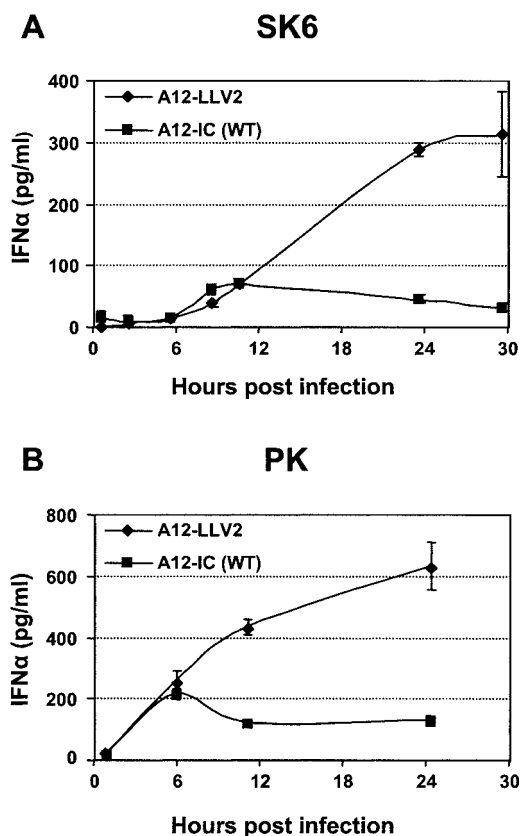 A
SK6
400
300
200
100
0
A12-LLV2
A12-IC (WT)
IFNα (pg/ml)
0
6
12
18
24
30
Hours post infection
B
PK
800
600
400
200
0
A12-LLV2
A12-IC (WT)
IFNα (pg/ml)
0
6
12
18
24
30
Hours post infection